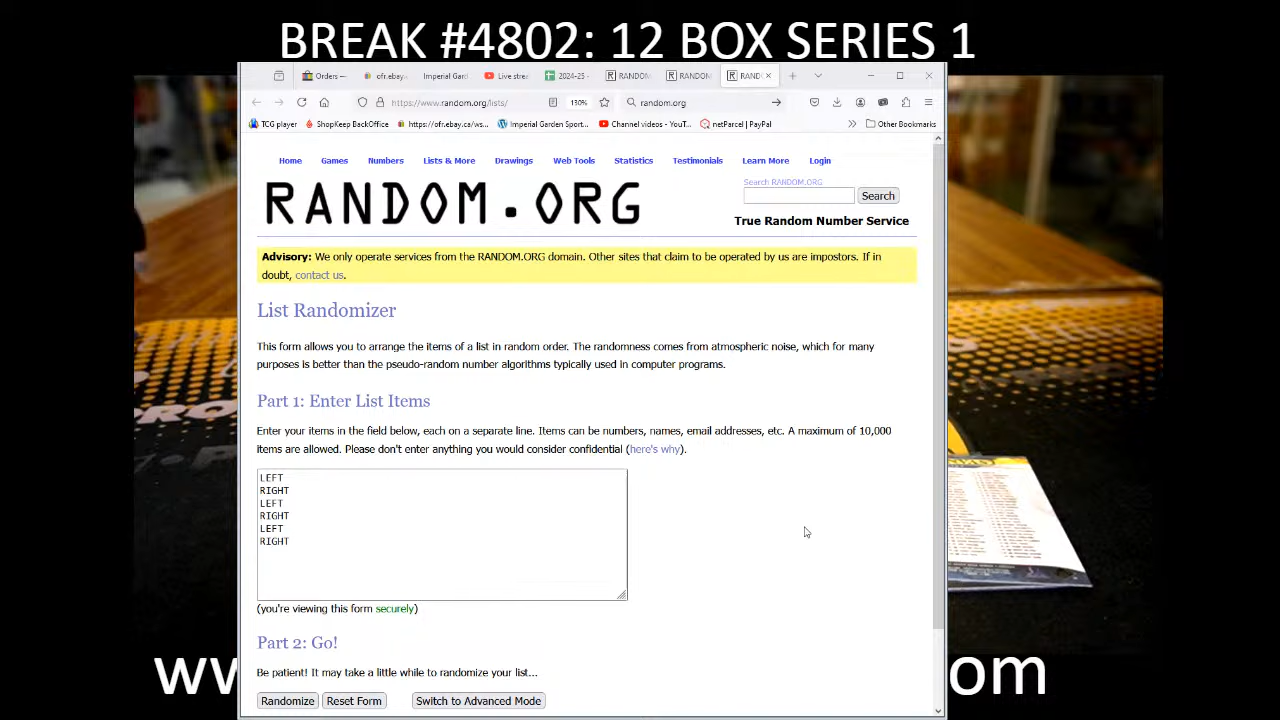 BREAK #4802: 12 BOX SERIES 1
Orders —
ofr.ebay.
Imperial Gard
Live strea
2024-25 -
RANDOM
RANDOM
RANDO
https://www.random.org/lists/
130%
random.org
TCG player
ShopKeep BackOffice
https://ofr.ebay.ca/ws...
Imperial Garden Sport...
Channel videos - YouT...
netParcel | PayPal
Other Bookmarks
Home
Games
Numbers
Lists & More
Drawings
Web Tools
Statistics
Testimonials
Learn More
Login
RANDOM.ORG
Search RANDOM.ORG
Search
True Random Number Service
Advisory: We only operate services from the RANDOM.ORG domain. Other sites that claim to be operated by us are impostors. If in
doubt, contact us.
List Randomizer
This form allows you to arrange the items of a list in random order. The randomness comes from atmospheric noise, which for many
purposes is better than the pseudo-random number algorithms typically used in computer programs.
Part 1: Enter List Items
Enter your items in the field below, each on a separate line. Items can be numbers, names, email addresses, etc. A maximum of 10,000
items are allowed. Please don't enter anything you would consider confidential (here's why).
LEFT
RIGHT
LEFT
RIGHT
LEFT
RIGHT
(you're viewing this form securely)
Part 2: Go!
Be patient! It may take a little while to randomize your list...
Randomize
Reset Form
Switch to Advanced Mode
om